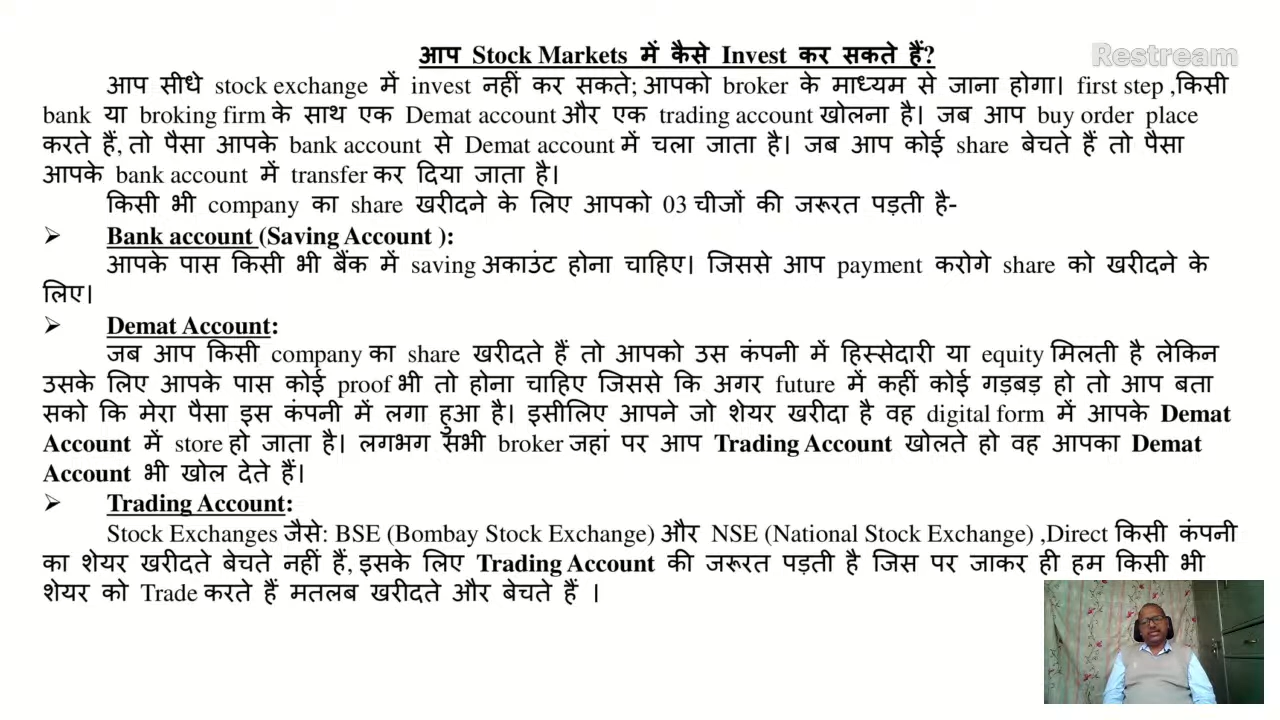 आप Stock Markets में कैसे Invest कर सकते हैं?
Restream
आप सीधे stock exchange में invest नहीं कर सकते; आपको broker के माध्यम से जाना होगा। first step ,किसी
bank या broking firm के साथ एक Demat account और एक trading account खोलना है। जब आप buy order place
करते हैं, तो पैसा आपके bank account से Demat account में चला जाता है। जब आप कोई share बेचते हैं तो पैसा
आपके bank account में transfer कर दिया जाता है।
किसी भी company का share खरीदने के लिए आपको 03 चीजों की जरूरत पड़ती है-
➢ Bank account (Saving Account ):
आपके पास किसी भी बैंक में saving अकाउंट होना चाहिए। जिससे आप payment करोगे share को खरीदने के
लिए।
➢ Demat Account:
जब आप किसी company का share खरीदते हैं तो आपको उस कंपनी में हिस्सेदारी या equity मिलती है लेकिन
उसके लिए आपके पास कोई proof भी तो होना चाहिए जिससे कि अगर future में कहीं कोई गड़बड़ हो तो आप बता
सको कि मेरा पैसा इस कंपनी में लगा हुआ है। इसीलिए आपने जो शेयर खरीदा है वह digital form में आपके Demat
Account में store हो जाता है। लगभग सभी broker जहां पर आप Trading Account खोलते हो वह आपका Demat
Account भी खोल देते हैं।
➢ Trading Account:
Stock Exchanges जैसे: BSE (Bombay Stock Exchange) और NSE (National Stock Exchange) ,Direct किसी कंपनी
का शेयर खरीदते बेचते नहीं हैं, इसके लिए Trading Account की जरूरत पड़ती है जिस पर जाकर ही हम किसी भी
शेयर को Trade करते हैं मतलब खरीदते और बेचते हैं ।